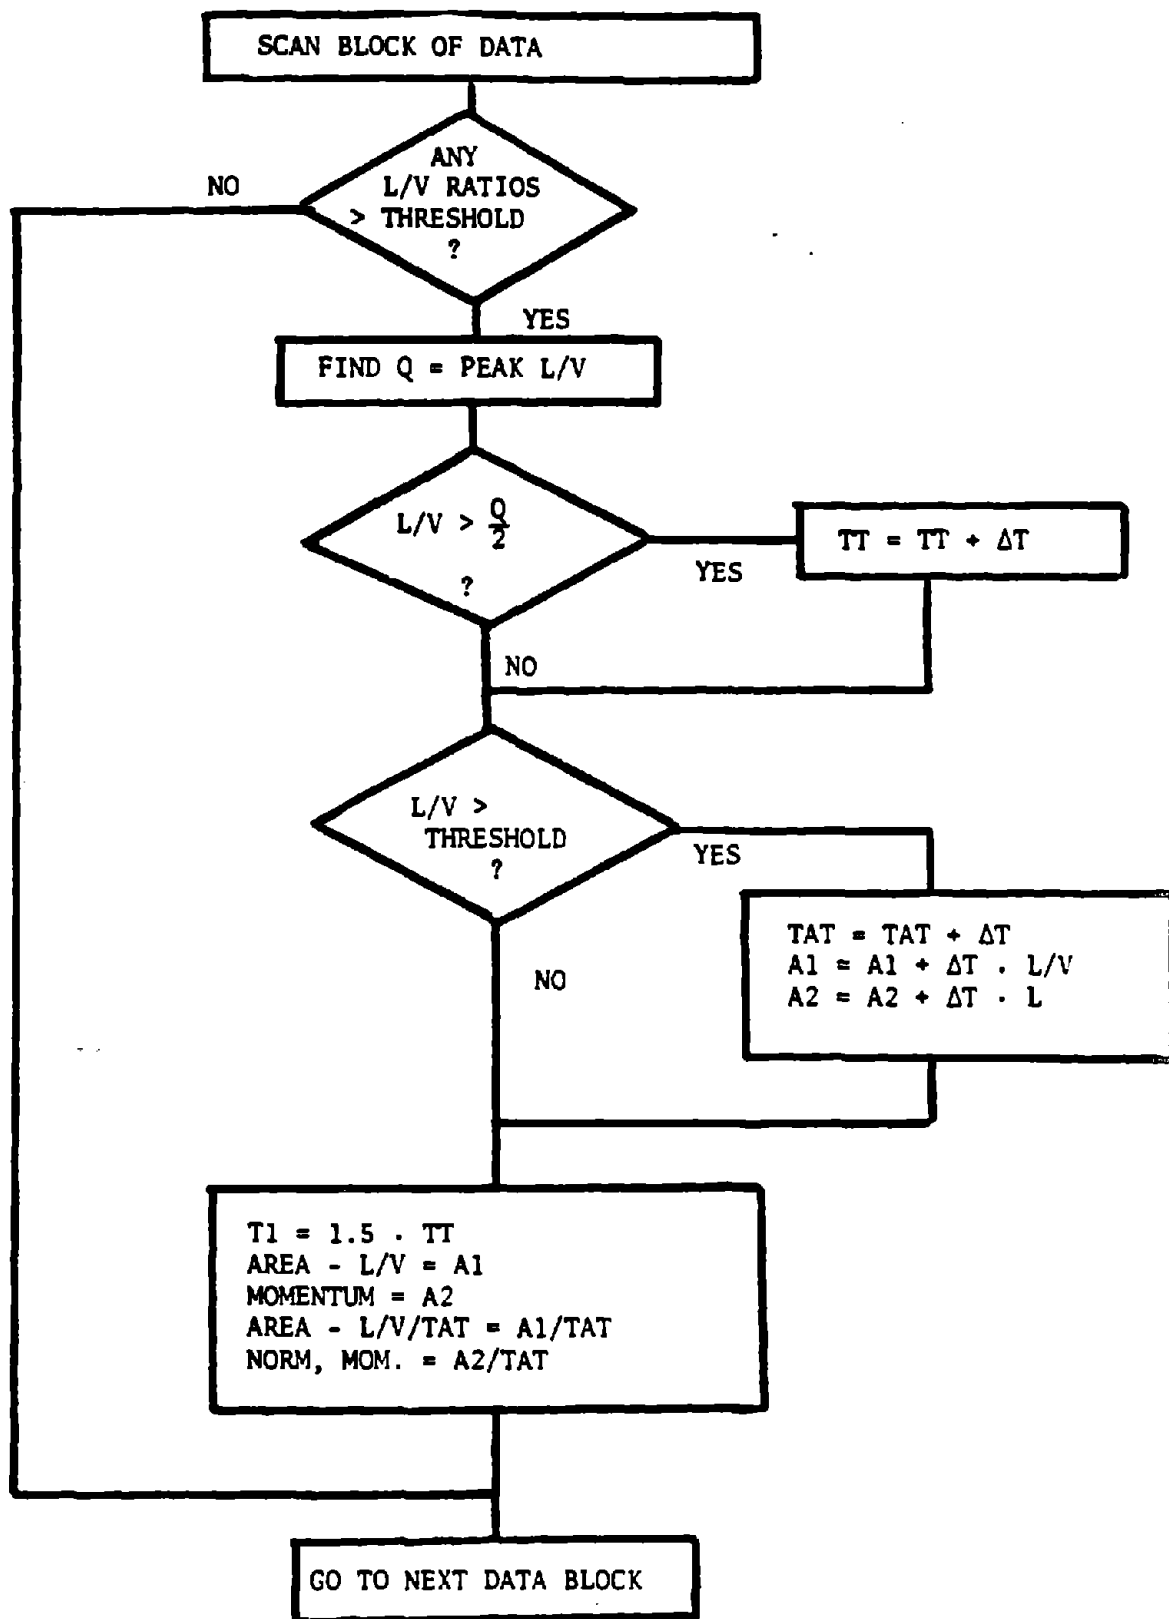 SCAN BLOCK OF DATA
ANY
L/V RATIOS
> THRESHOLD
?
NO
YES
FIND Q = PEAK L/V
L/V > Q/2
?
YES
TT = TT + ΔT
NO
L/V >
THRESHOLD
?
YES
TAT = TAT + ΔT
A1 = A1 + ΔT . L/V
A2 = A2 + ΔT . L
NO
T1 = 1.5 . TT
AREA - L/V = A1
MOMENTUM = A2
AREA - L/V/TAT = A1/TAT
NORM, MOM. = A2/TAT
GO TO NEXT DATA BLOCK